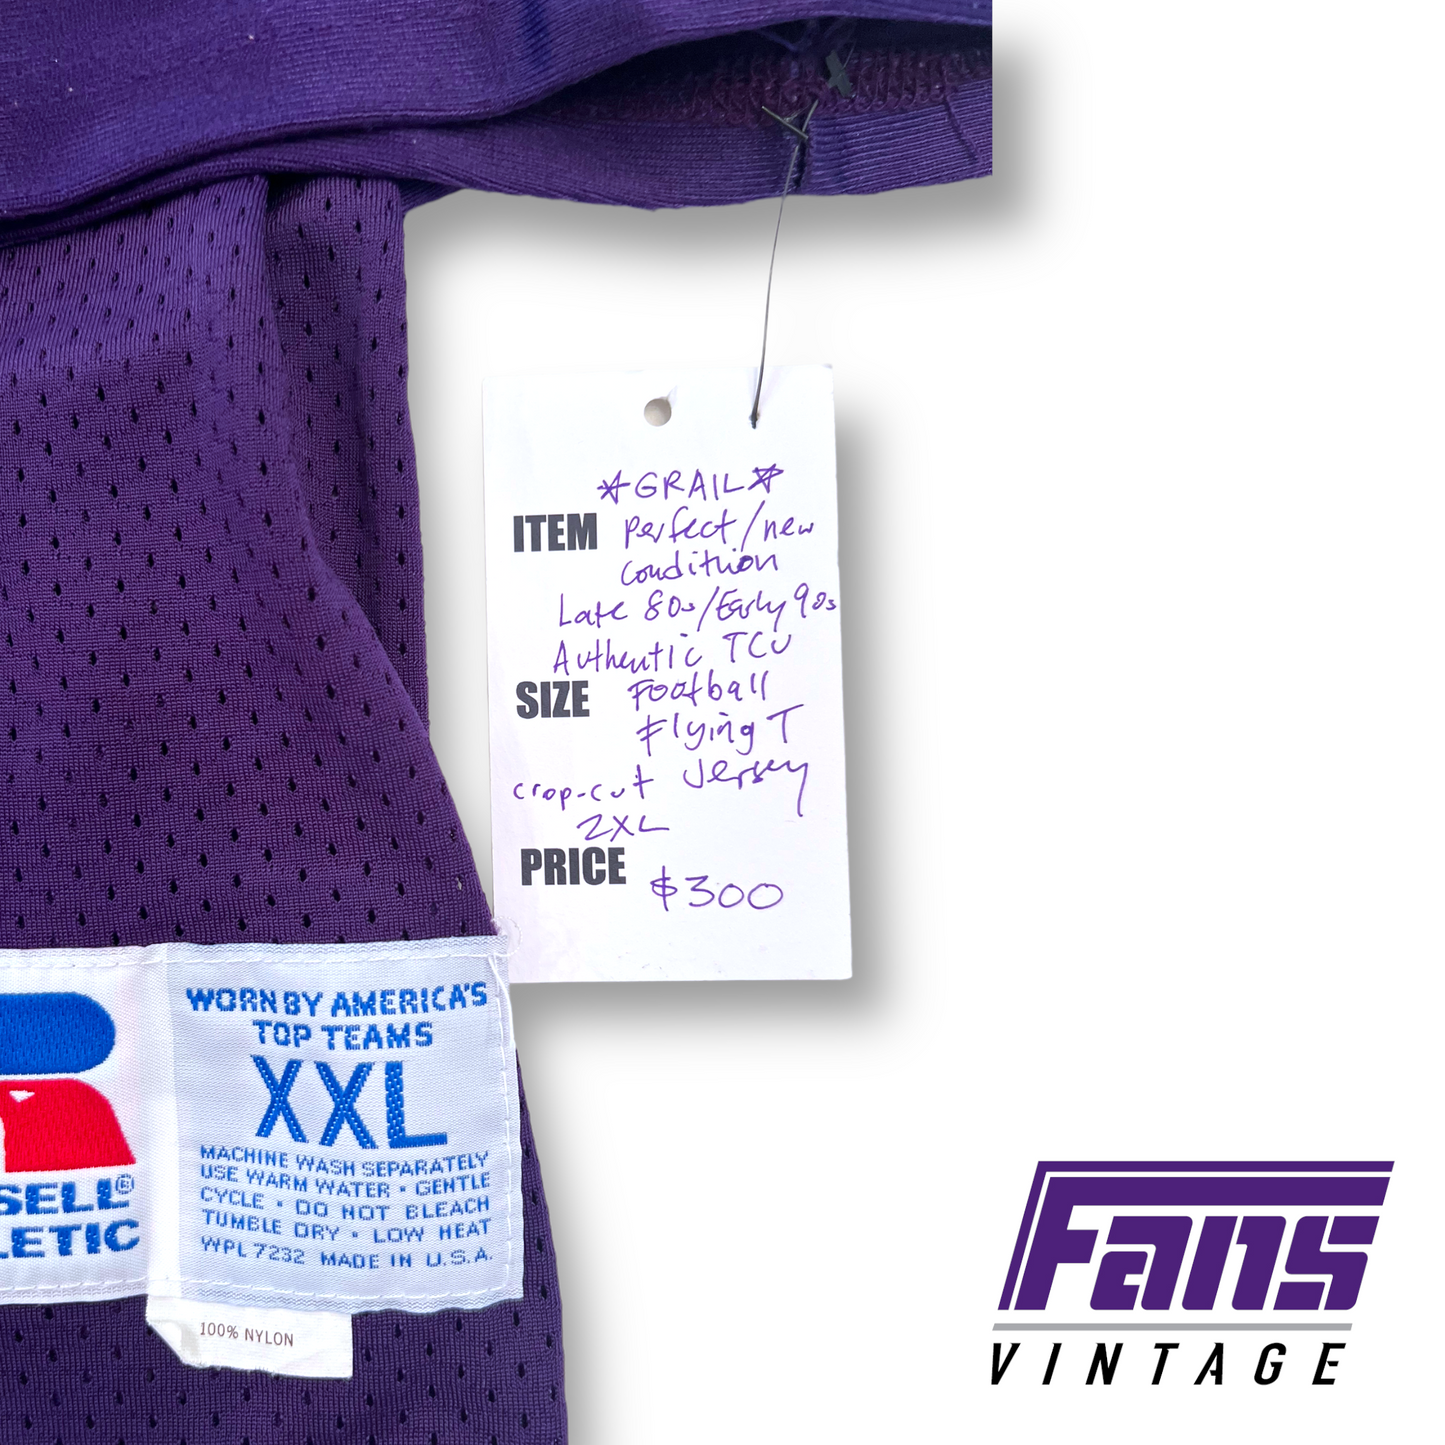 ☆GRAIL☆
ITEM perfect/new
condition
Late 80s/Early 90s
Authentic TCU
SIZE Football
Flying T
crop-cut Jersey
2XL
PRICE $300
WORN BY AMERICA'S
TOP TEAMS
XXL
MACHINE WASH SEPARATELY
USE WARM WATER • GENTLE
CYCLE • DO NOT BLEACH
TUMBLE DRY • LOW HEAT
WPL 7232 MADE IN U.S.A.
SELL®
LETIC
100% NYLON
Fans
VINTAGE